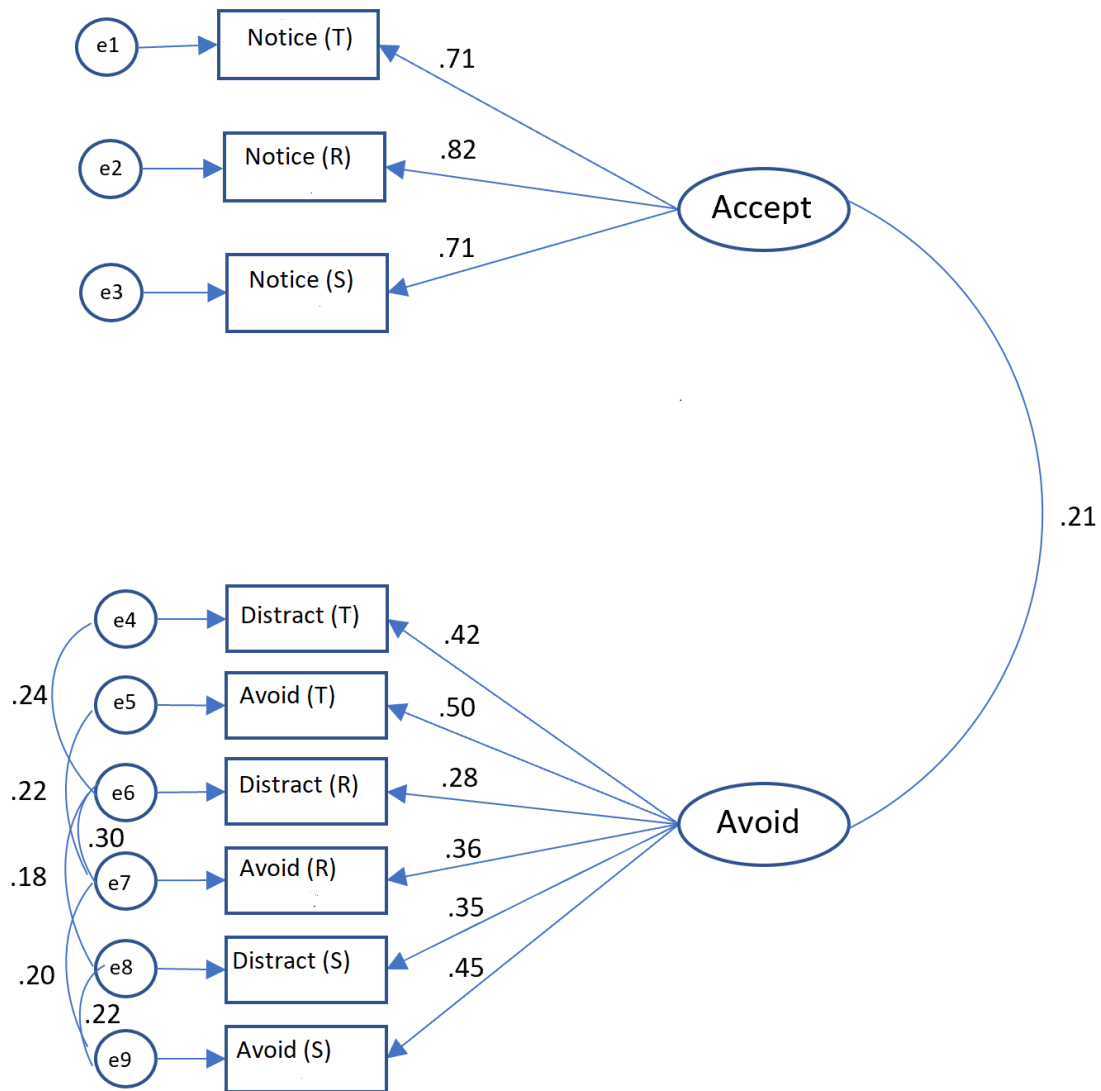 e1
Notice (T)
.71
e2
Notice (R)
.82
Accept
e3
Notice (S)
.71
.21
e4
Distract (T)
.42
.24
e5
Avoid (T)
.50
.22
e6
Distract (R)
.28
.30
Avoid
.18
e7
Avoid (R)
.36
.20
e8
Distract (S)
.35
.22
e9
Avoid (S)
.45